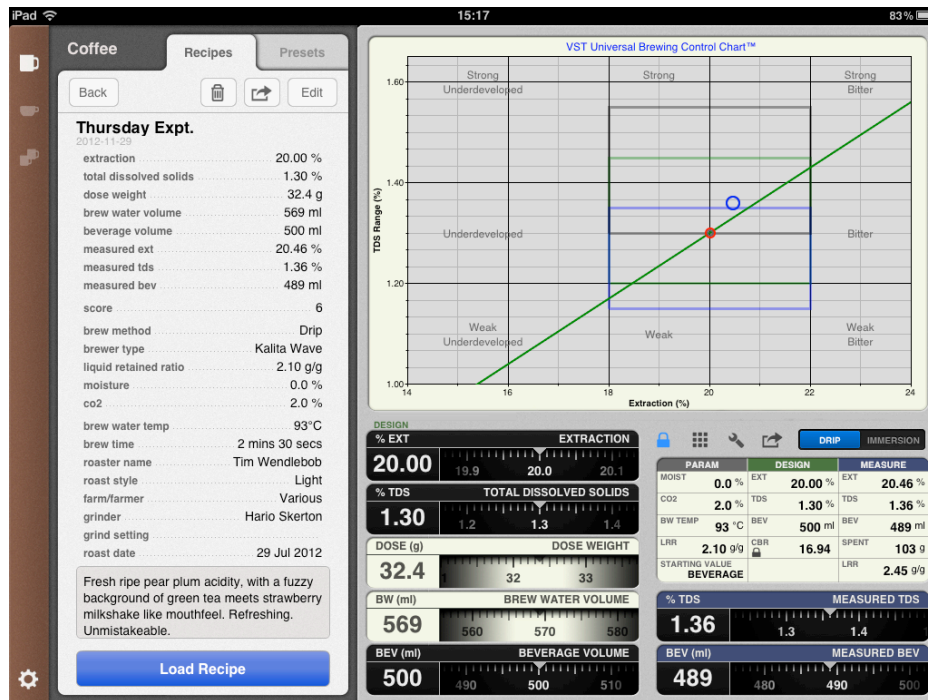 iPad
15:17
83%
Coffee
Recipes
Presets
Back
Edit
Thursday Expt.
2012-11-29
extraction 20.00 %
total dissolved solids 1.30 %
dose weight 32.4 g
brew water volume 569 ml
beverage volume 500 ml
measured ext 20.46 %
measured tds 1.36 %
measured bev 489 ml
score 6
brew method Drip
brewer type Kalita Wave
liquid retained ratio 2.10 g/g
moisture 0.0 %
co2 2.0 %
brew water temp 93°C
brew time 2 mins 30 secs
roaster name Tim Wendlebob
roast style Light
farm/farmer Various
grinder Hario Skerton
grind setting
roast date 29 Jul 2012
Fresh ripe pear plum acidity, with a fuzzy
background of green tea meets strawberry
milkshake like mouthfeel. Refreshing.
Unmistakeable.
Load Recipe
VST Universal Brewing Control Chart™
TDS Range (%)
1.60
1.40
1.20
1.00
Strong
Underdeveloped
Strong
Strong
Bitter
Underdeveloped
Bitter
Weak
Underdeveloped
Weak
Weak
Bitter
14 16 18 20 22 24
Extraction (%)
DESIGN
% EXT EXTRACTION
20.00 19.9 20.0 20.1
% TDS TOTAL DISSOLVED SOLIDS
1.30 1.2 1.3 1.4
DOSE (g) DOSE WEIGHT
32.4 32 33
BW (ml) BREW WATER VOLUME
569 560 570 580
BEV (ml) BEVERAGE VOLUME
500 490 500 510
DRIP IMMERSION
PARAM DESIGN MEASURE
MOIST 0.0 % EXT 20.00 % EXT 20.46 %
CO2 2.0 % TDS 1.30 % TDS 1.36 %
BW TEMP 93 °C BEV 500 ml BEV 489 ml
LRR 2.10 g/g CBR 16.94 SPENT 103 g
STARTING VALUE BEVERAGE LRR 2.45 g/g
% TDS MEASURED TDS
1.36 1.3 1.4
BEV (ml) MEASURED BEV
489 480 490 500